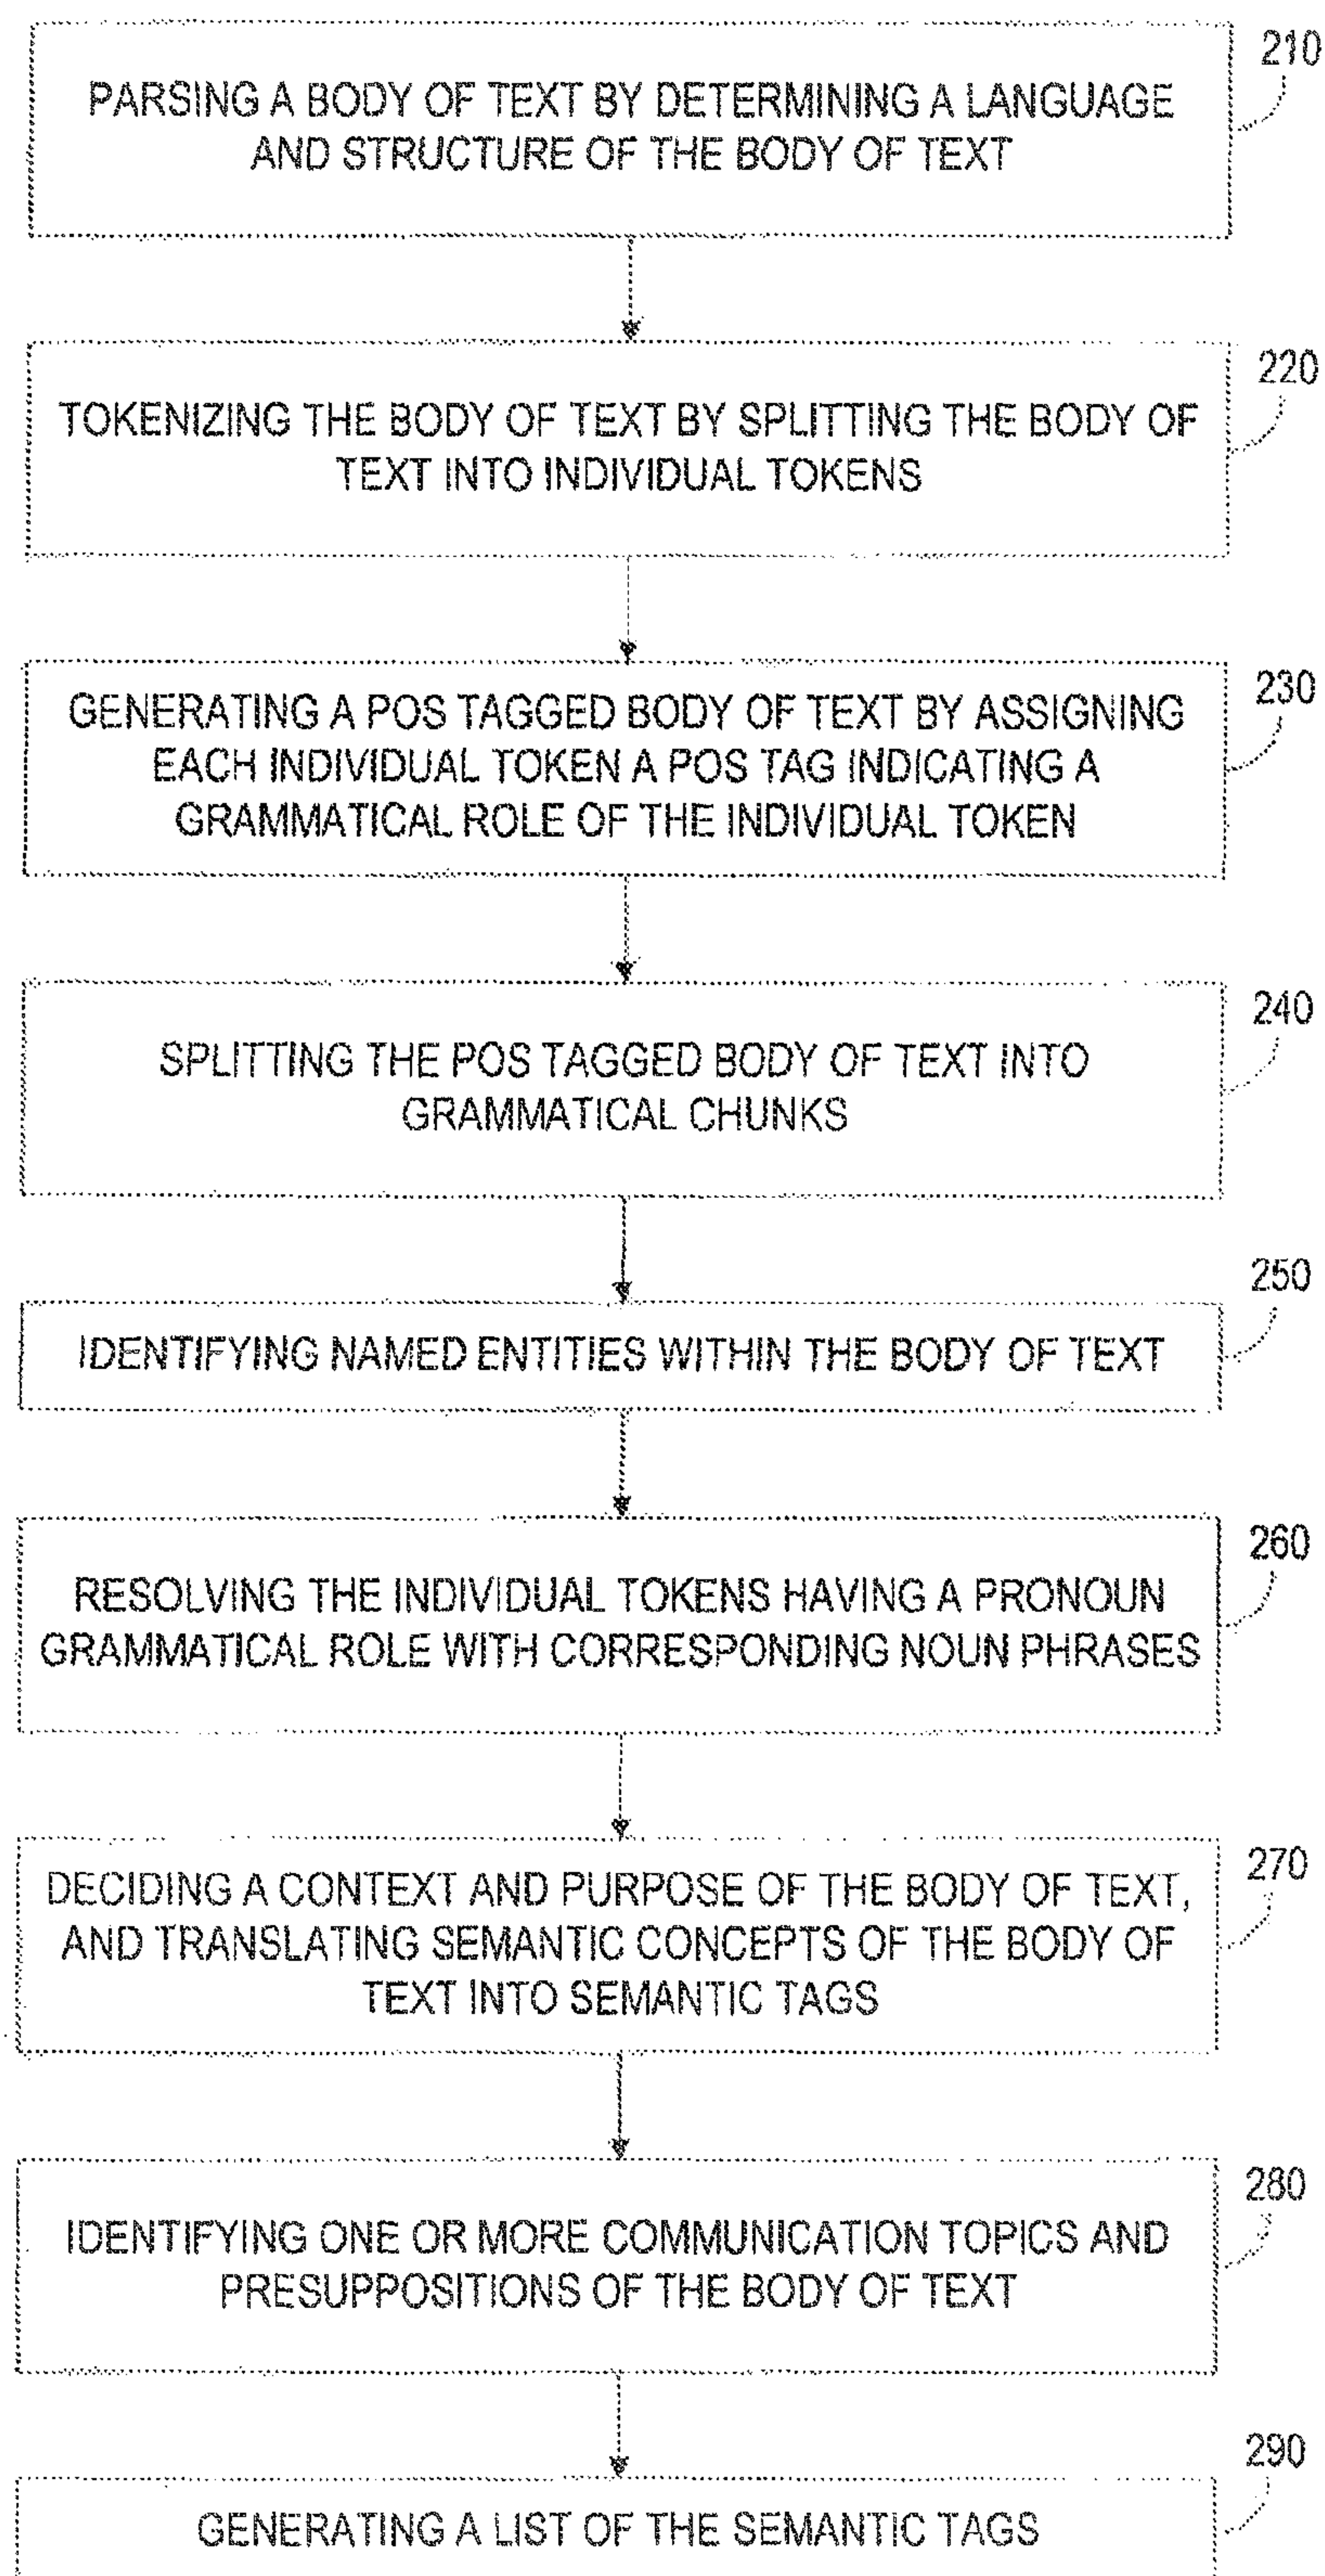 210
PARSING A BODY OF TEXT BY DETERMINING A LANGUAGE
AND STRUCTURE OF THE BODY OF TEXT
220
TOKENIZING THE BODY OF TEXT BY SPLITTING THE BODY OF
TEXT INTO INDIVIDUAL TOKENS
230
GENERATING A POS TAGGED BODY OF TEXT BY ASSIGNING
EACH INDIVIDUAL TOKEN A POS TAG INDICATING A
GRAMMATICAL ROLE OF THE INDIVIDUAL TOKEN
240
SPLITTING THE POS TAGGED BODY OF TEXT INTO
GRAMMATICAL CHUNKS
250
IDENTIFYING NAMED ENTITIES WITHIN THE BODY OF TEXT
260
RESOLVING THE INDIVIDUAL TOKENS HAVING A PRONOUN
GRAMMATICAL ROLE WITH CORRESPONDING NOUN PHRASES
270
DECIDING A CONTEXT AND PURPOSE OF THE BODY OF TEXT,
AND TRANSLATING SEMANTIC CONCEPTS OF THE BODY OF
TEXT INTO SEMANTIC TAGS
280
IDENTIFYING ONE OR MORE COMMUNICATION TOPICS AND
PRESUPPOSITIONS OF THE BODY OF TEXT
290
GENERATING A LIST OF THE SEMANTIC TAGS